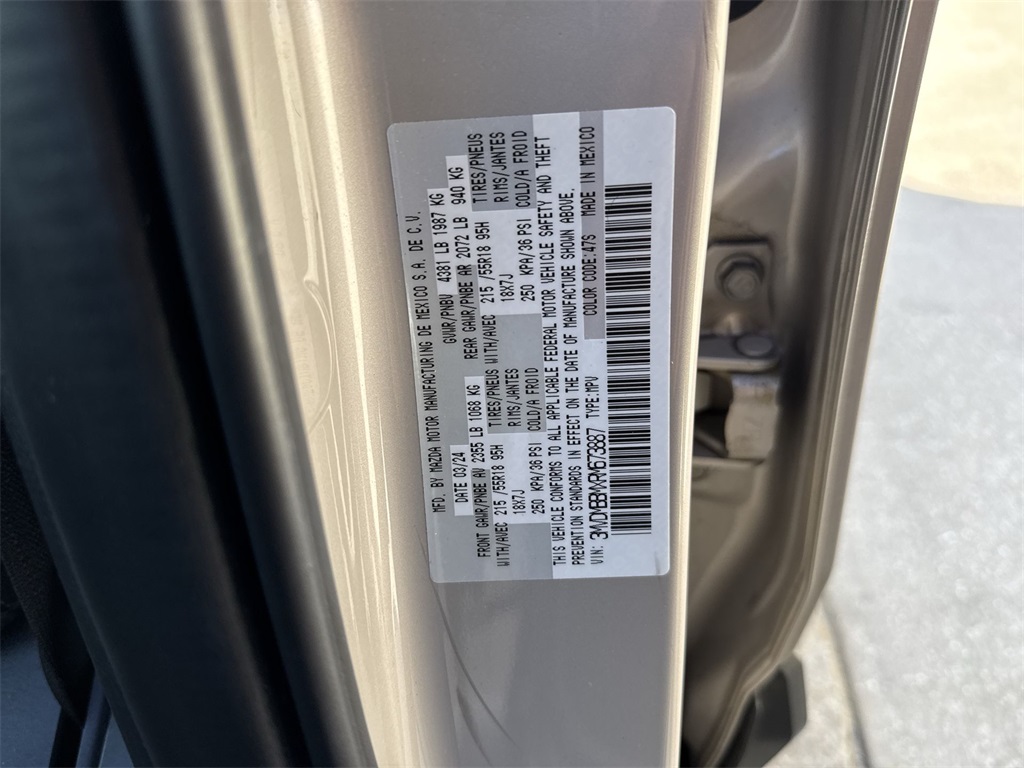 MFD. BY MAZDA MOTOR MANUFACTURING DE MEXICO S.A. DE C.V.
DATE 03/24 GVWR/PNBV 4381 LB 1987 KG
FRONT GAWR/PNBE AV 2355 LB 1068 KG REAR GAWR/PNBE AR 2072 LB 940 KG
WITH/AVEC 215 /55R18 95H TIRES/PNEUS WITH/AVEC 215 /55R18 95H TIRES/PNEUS
18X7J RIMS/JANTES 18X7J RIMS/JANTES
250 KPA/36 PSI COLD/A FROID 250 KPA/36 PSI COLD/A FROID
THIS VEHICLE CONFORMS TO ALL APPLICABLE FEDERAL MOTOR VEHICLE SAFETY AND THEFT
PREVENTION STANDARDS IN EFFECT ON THE DATE OF MANUFACTURE SHOWN ABOVE.
VIN: 3MVDMBBMXRM673887 TYPE:MPV COLOR CODE:47S MADE IN MEXICO